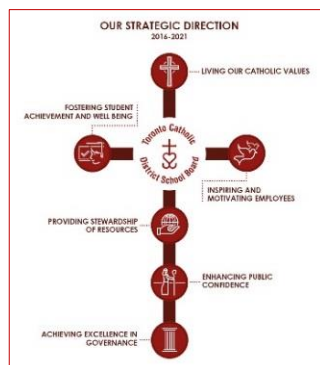 OUR STRATEGIC DIRECTION
2016-2021
LIVING OUR CATHOLIC VALUES
FOSTERING STUDENT
ACHIEVEMENT AND WELL BEING
Toronto Catholic
District School Board
INSPIRING AND
MOTIVATING EMPLOYEES
PROVIDING STEWARDSHIP
OF RESOURCES
ENHANCING PUBLIC
CONFIDENCE
ACHIEVING EXCELLENCE IN
GOVERNANCE